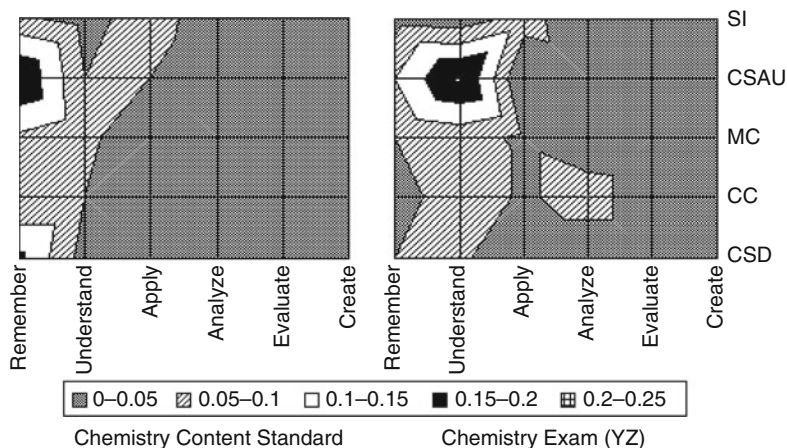 SI
CSAU
MC
CC
CSD
Remember
Understand
Apply
Analyze
Evaluate
Create
Remember
Understand
Apply
Analyze
Evaluate
Create
0–0.05 0.05–0.1 0.1–0.15 0.15–0.2 0.2–0.25
Chemistry Content Standard Chemistry Exam (YZ)